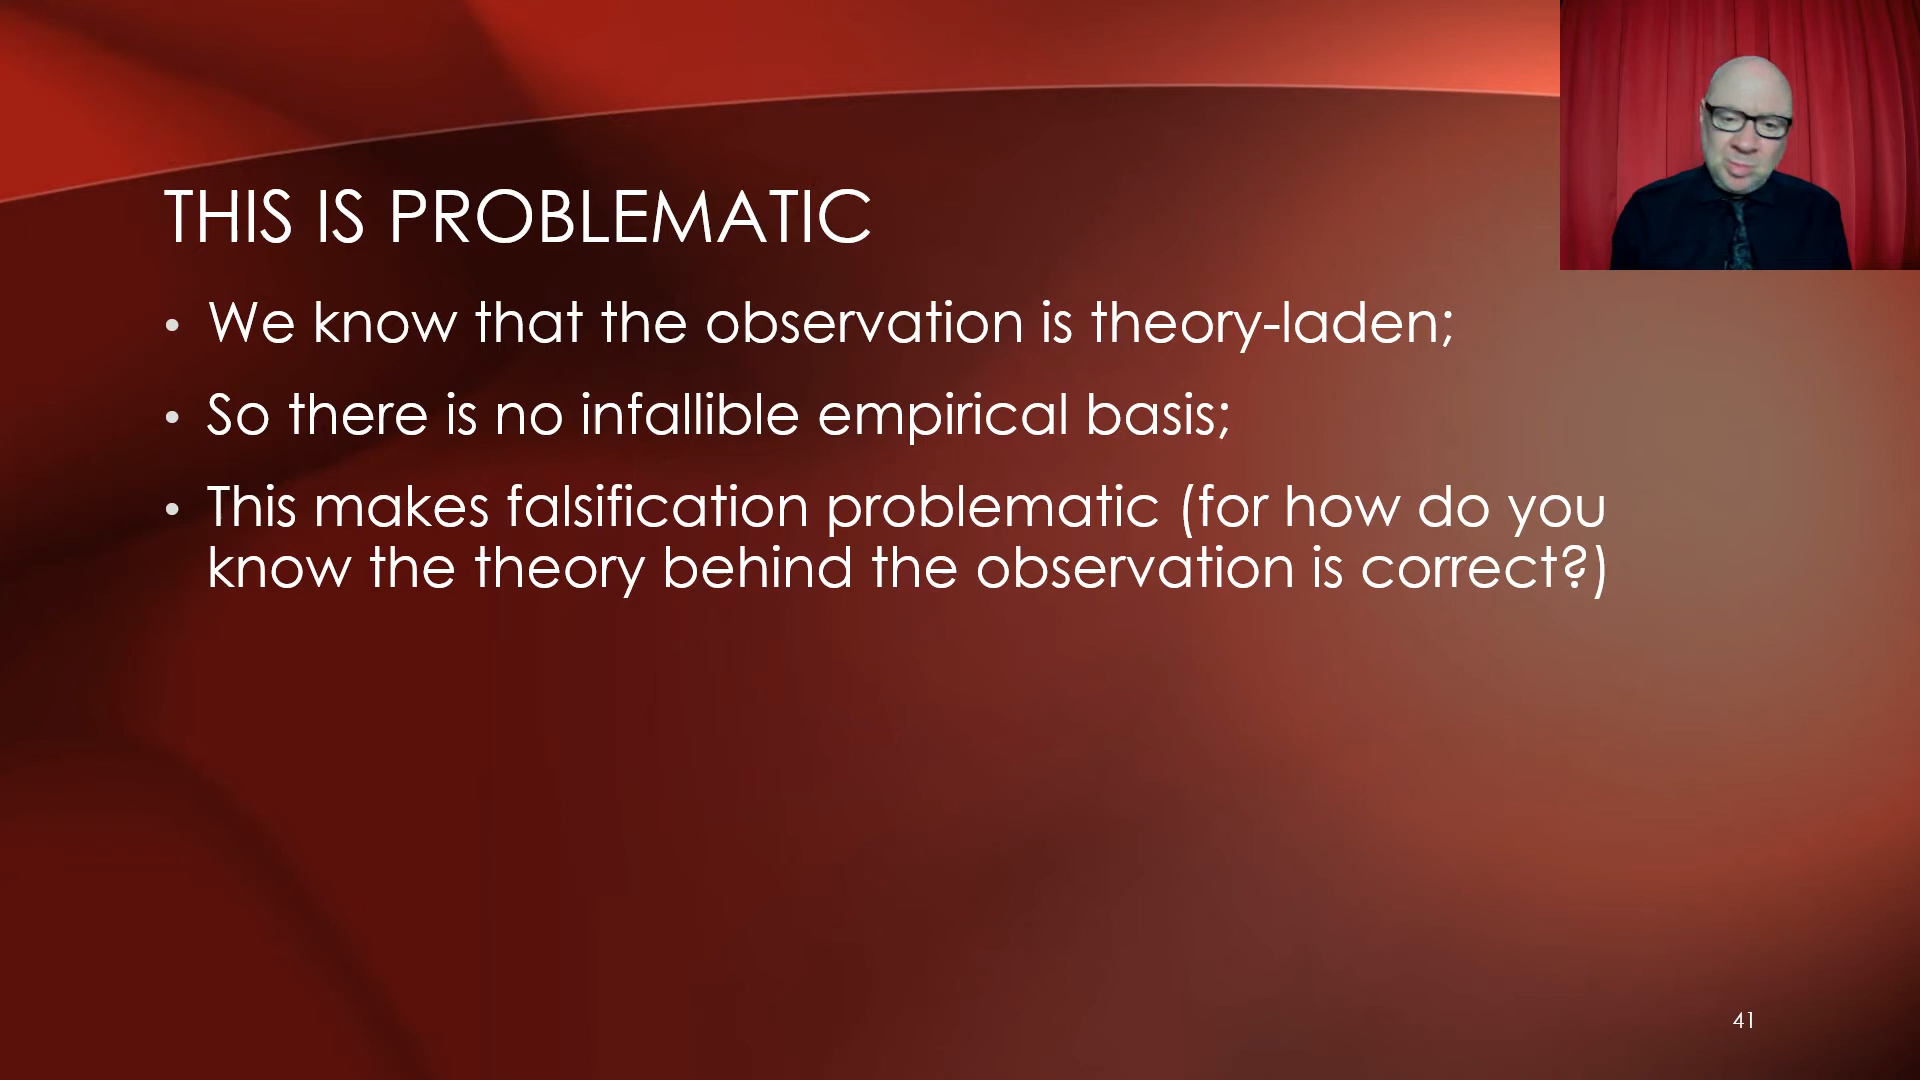 THIS IS PROBLEMATIC
• We know that the observation is theory-laden;
• So there is no infallible empirical basis;
• This makes falsification problematic (for how do you
know the theory behind the observation is correct?)
41